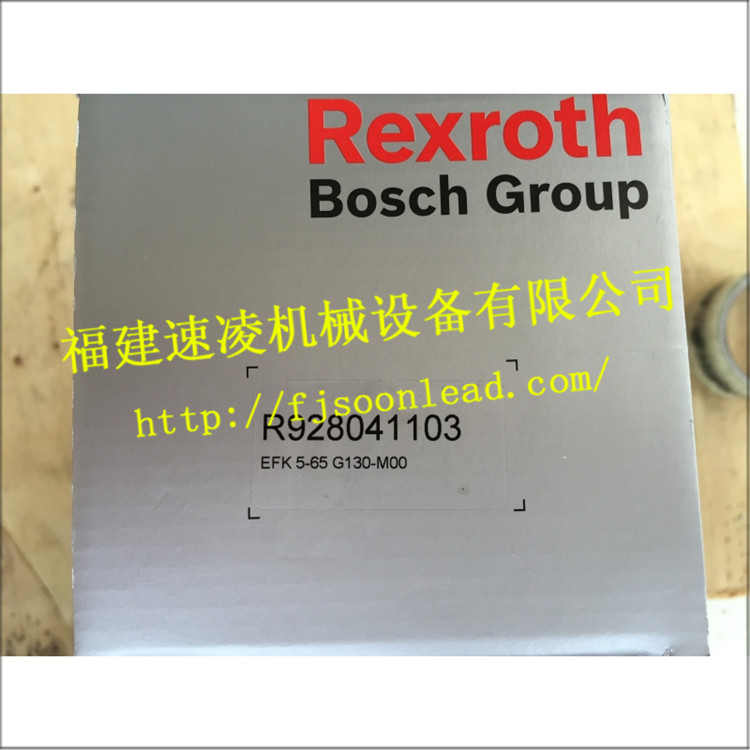 Rexroth
Bosch Group
福建速凌机械设备有限公司
http://fjsoonlead.com/
R928041103
EFK 5-65 G130-M00